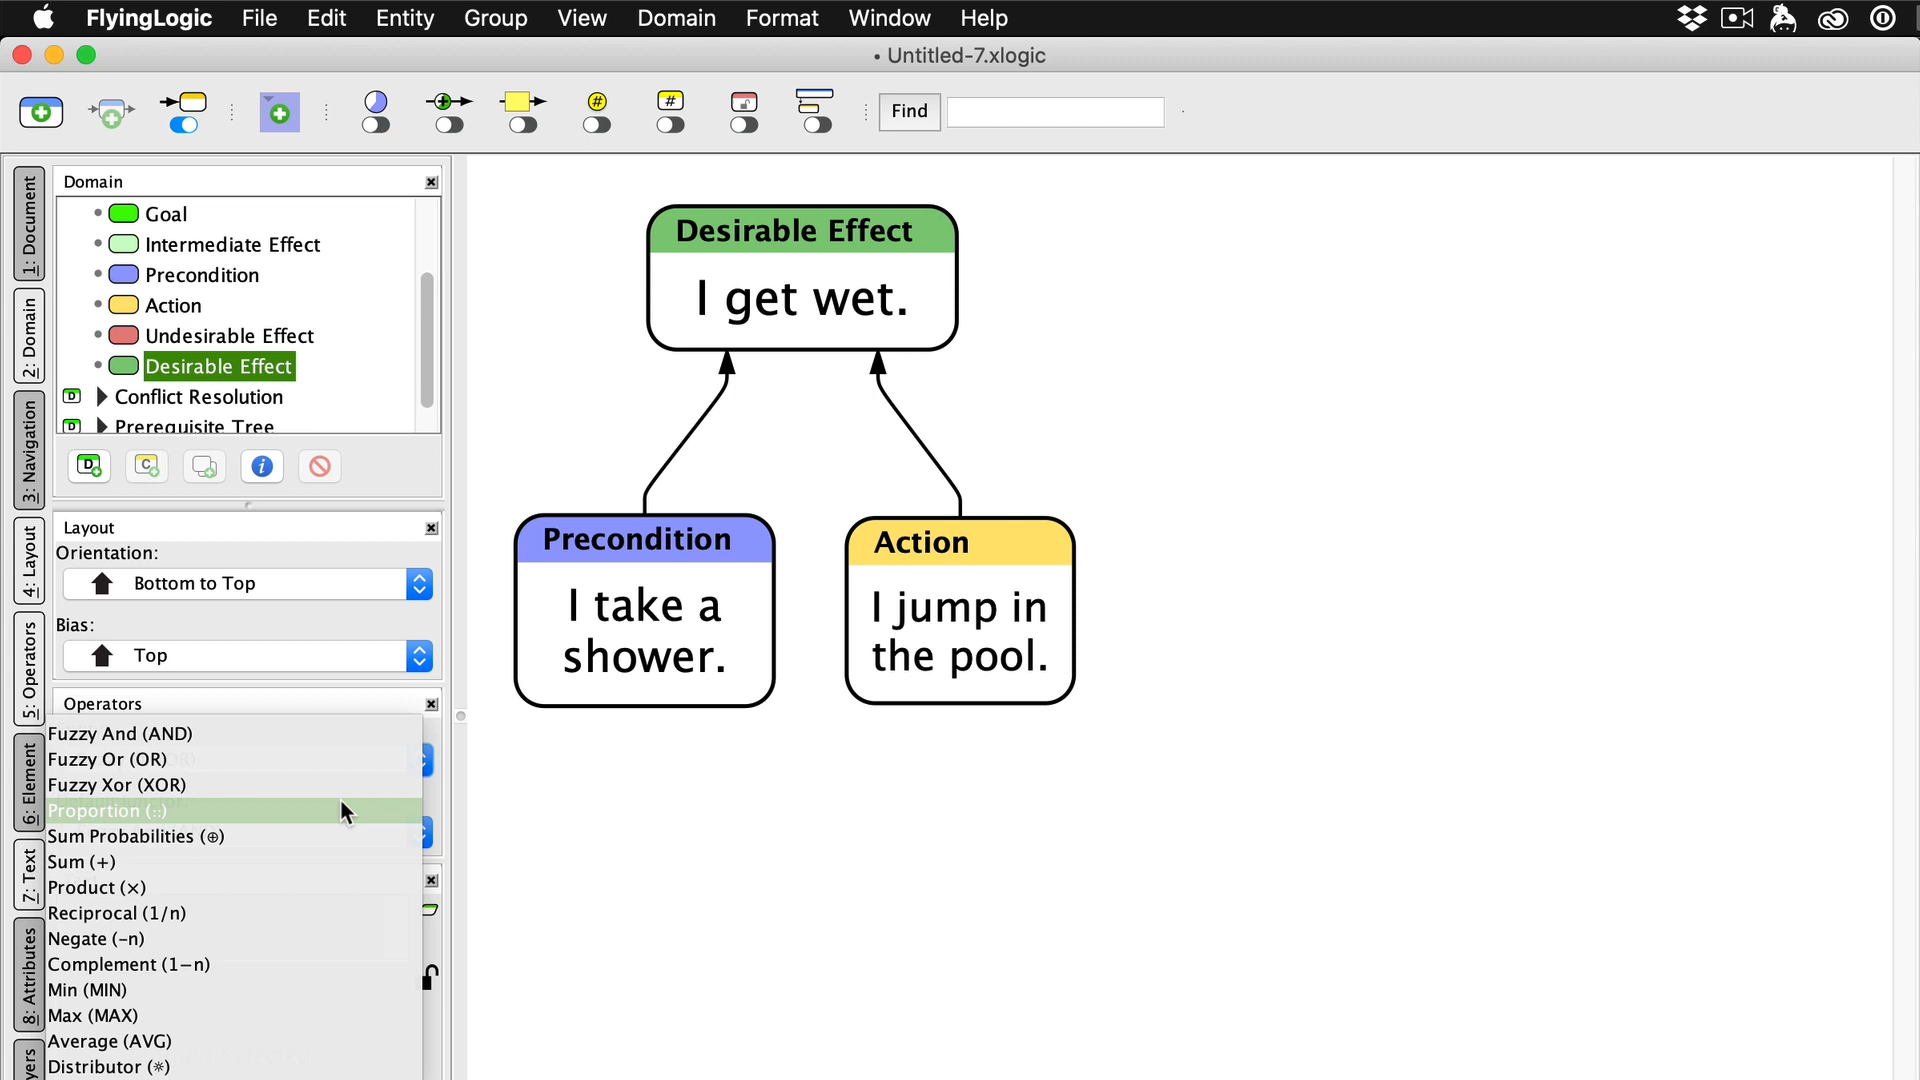 FlyingLogic File Edit Entity Group View Domain Format Window Help
• Untitled-7.xlogic
#
#
Find
1: Document
2: Domain
3: Navigation
4: Layout
5: Operators
6: Element
7: Text
8: Attributes
yers
Domain
Goal
Intermediate Effect
Precondition
Action
Undesirable Effect
Desirable Effect
D Conflict Resolution
D Prerequisite Tree
D C i
Layout
Orientation:
Bottom to Top
Bias:
Top
Operators
Fuzzy And (AND)
Fuzzy Or (OR)
Fuzzy Xor (XOR)
Proportion (::)
Sum Probabilities (⊕)
Sum (+)
Product (×)
Reciprocal (1/n)
Negate (-n)
Complement (1−n)
Min (MIN)
Max (MAX)
Average (AVG)
Distributor (⛯)
Desirable Effect
I get wet.
Precondition
I take a
shower.
Action
I jump in
the pool.